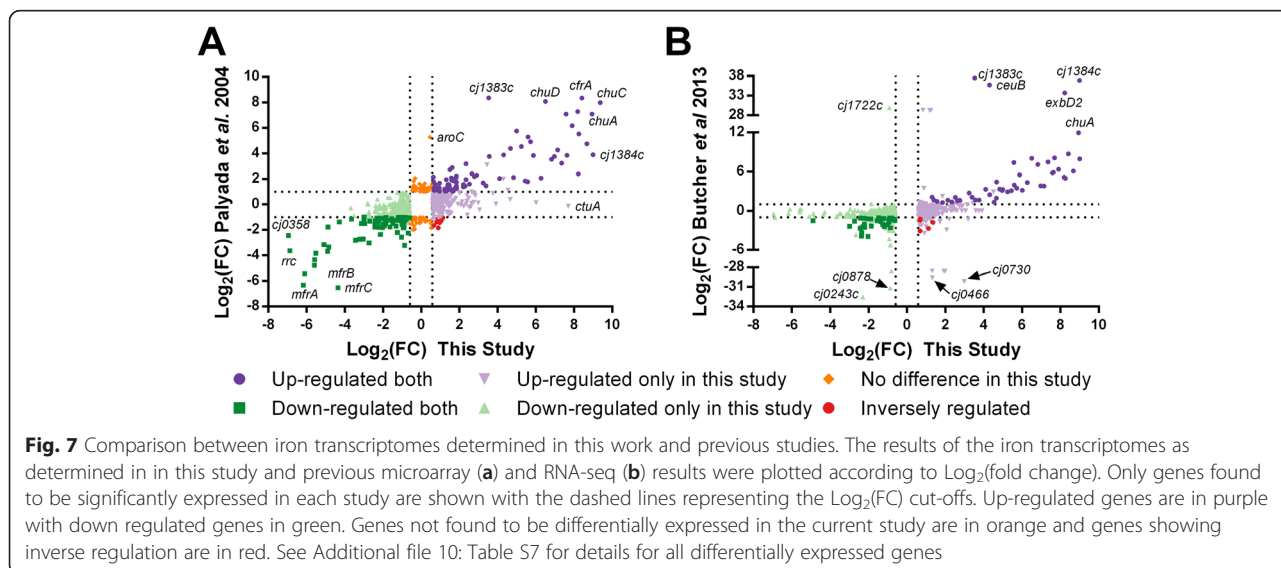 A
B
Log2(FC) Palyada et al. 2004
10
8
6
4
2
0
-2
-4
-6
-8
cj1383c
chuD
cfrA
chuC
chuA
aroC
cj1384c
ctuA
cj0358
rrc
mfrB
mfrA
mfrC
-8 -6 -4 -2 0 2 4 6 8 10
Log2(FC) This Study
Log2(FC) Butcher et al 2013
38
33
28
12
6
0
-6
-28
-31
-34
cj1383c
cj1384c
ceuB
cj1722c
exbD2
chuA
cj0878
cj0730
cj0243c
cj0466
-8 -6 -4 -2 0 2 4 6 8 10
Log2(FC) This Study
Up-regulated both
Up-regulated only in this study
No difference in this study
Down-regulated both
Down-regulated only in this study
Inversely regulated
Fig. 7 Comparison between iron transcriptomes determined in this work and previous studies. The results of the iron transcriptomes as
determined in in this study and previous microarray (a) and RNA-seq (b) results were plotted according to Log2(fold change). Only genes found
to be significantly expressed in each study are shown with the dashed lines representing the Log2(FC) cut-offs. Up-regulated genes are in purple
with down regulated genes in green. Genes not found to be differentially expressed in the current study are in orange and genes showing
inverse regulation are in red. See Additional file 10: Table S7 for details for all differentially expressed genes